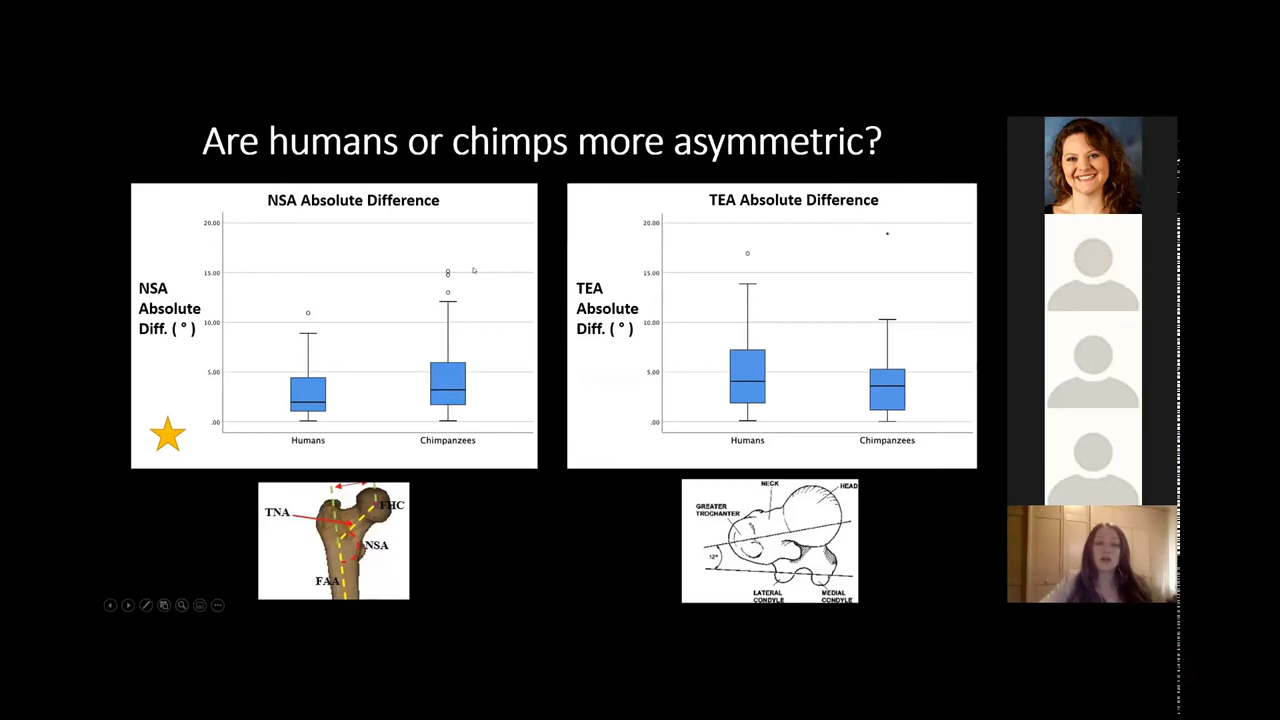 Are humans or chimps more asymmetric?
NSA Absolute Difference
NSA
Absolute
Diff. ( ° )
20.00
15.00
10.00
5.00
.00
Humans
Chimpanzees
TEA Absolute Difference
TEA
Absolute
Diff. ( ° )
20.00
15.00
10.00
5.00
.00
Humans
Chimpanzees
TNA
FHC
NSA
FAA
NECK
HEAD
GREATER
TROCHANTER
12°
LATERAL
CONDYLE
MEDIAL
CONDYLE